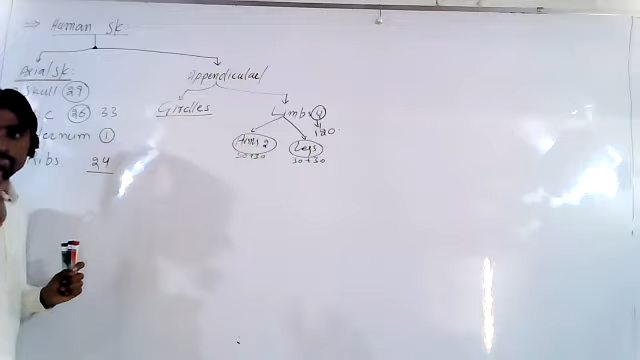 ⇒ Human Sk:
Axial Sk:
Appendicular
Skull 29
Girdles
Limbs 4
C 26 33
120
ernum 1
Arms 2
Legs
30+30
30+30
Ribs 24